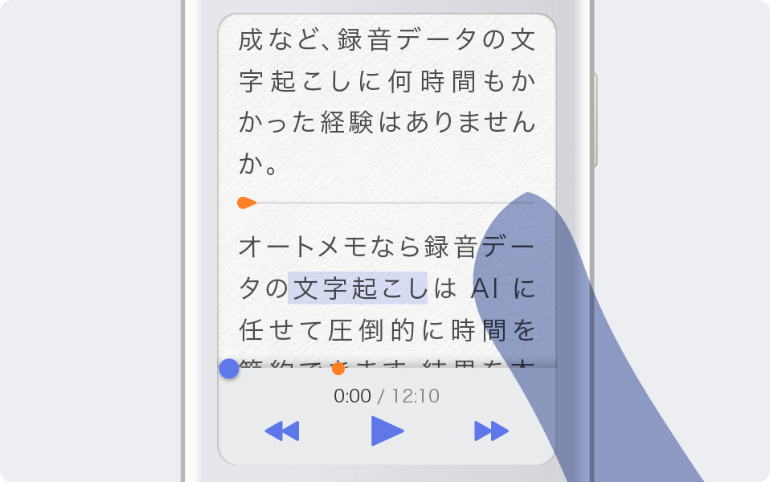 成など、録音データの文
字起こしに何時間もか
かった経験はありません
か。
オートメモなら録音デー
タの文字起こしは AI に
任せて圧倒的に時間を
0:00 / 12:10